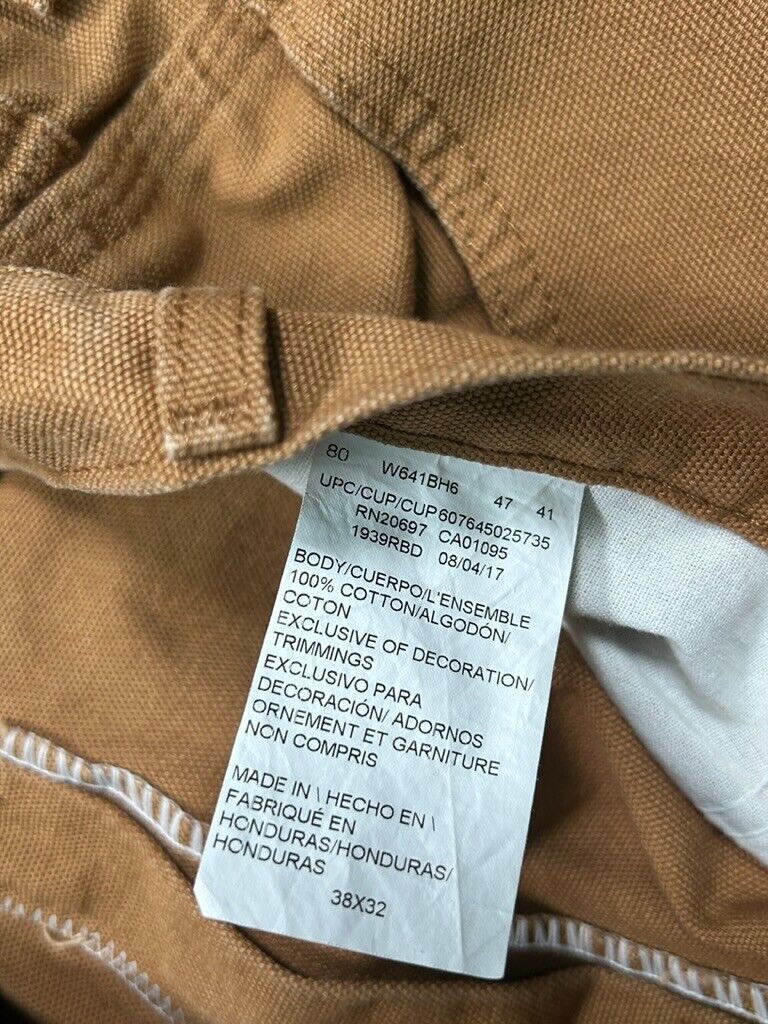 80 W641BH6 47 41
UPC/CUP/CUP607645025735
RN20697 CA01095
1939RBD 08/04/17
BODY/CUERPO/L'ENSEMBLE
100% COTTON/ALGODÓN/
COTON
EXCLUSIVE OF DECORATION/
TRIMMINGS
EXCLUSIVO PARA
DECORACIÓN/ ADORNOS
ORNEMENT ET GARNITURE
NON COMPRIS
MADE IN \ HECHO EN \
FABRIQUÉ EN
HONDURAS/HONDURAS/
HONDURAS
38X32